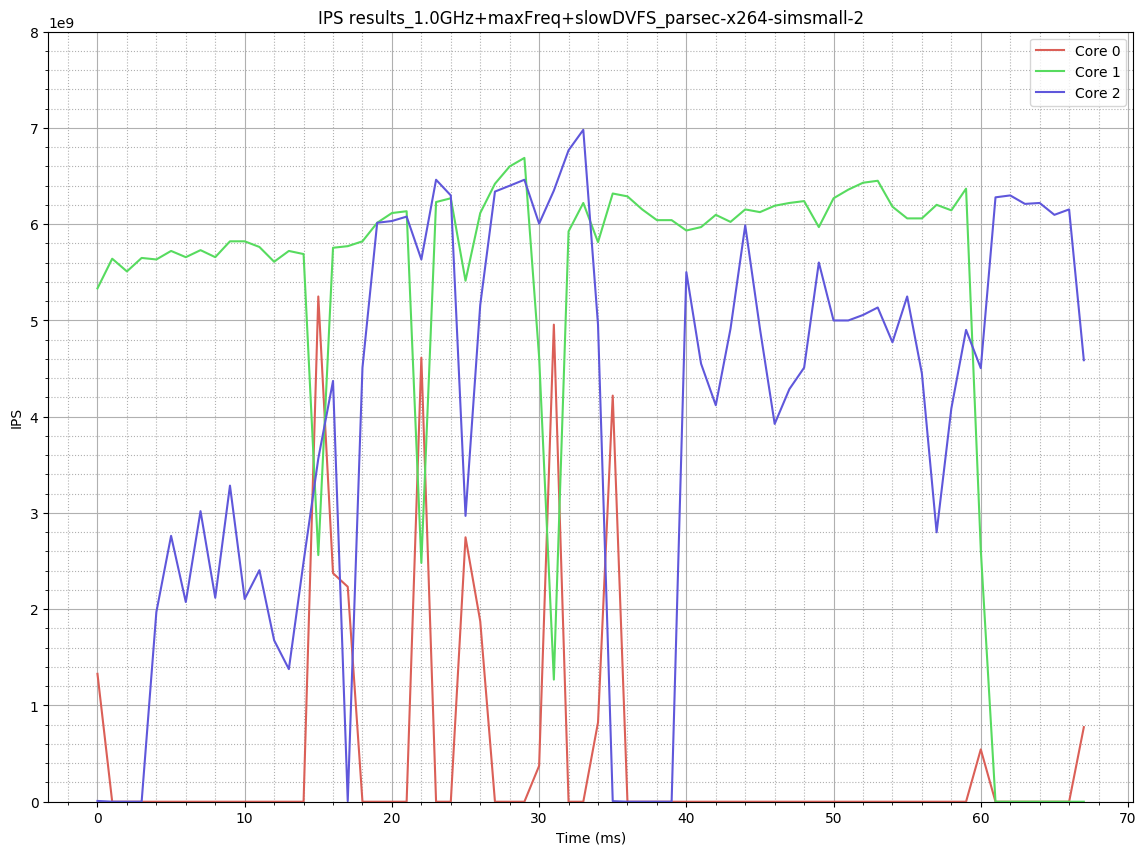 IPS results_1.0GHz+maxFreq+slowDVFS_parsec-x264-simsmall-2
1e9
8
7
6
5
4
3
2
1
0
IPS
0 10 20 30 40 50 60 70
Time (ms)
Core 0
Core 1
Core 2